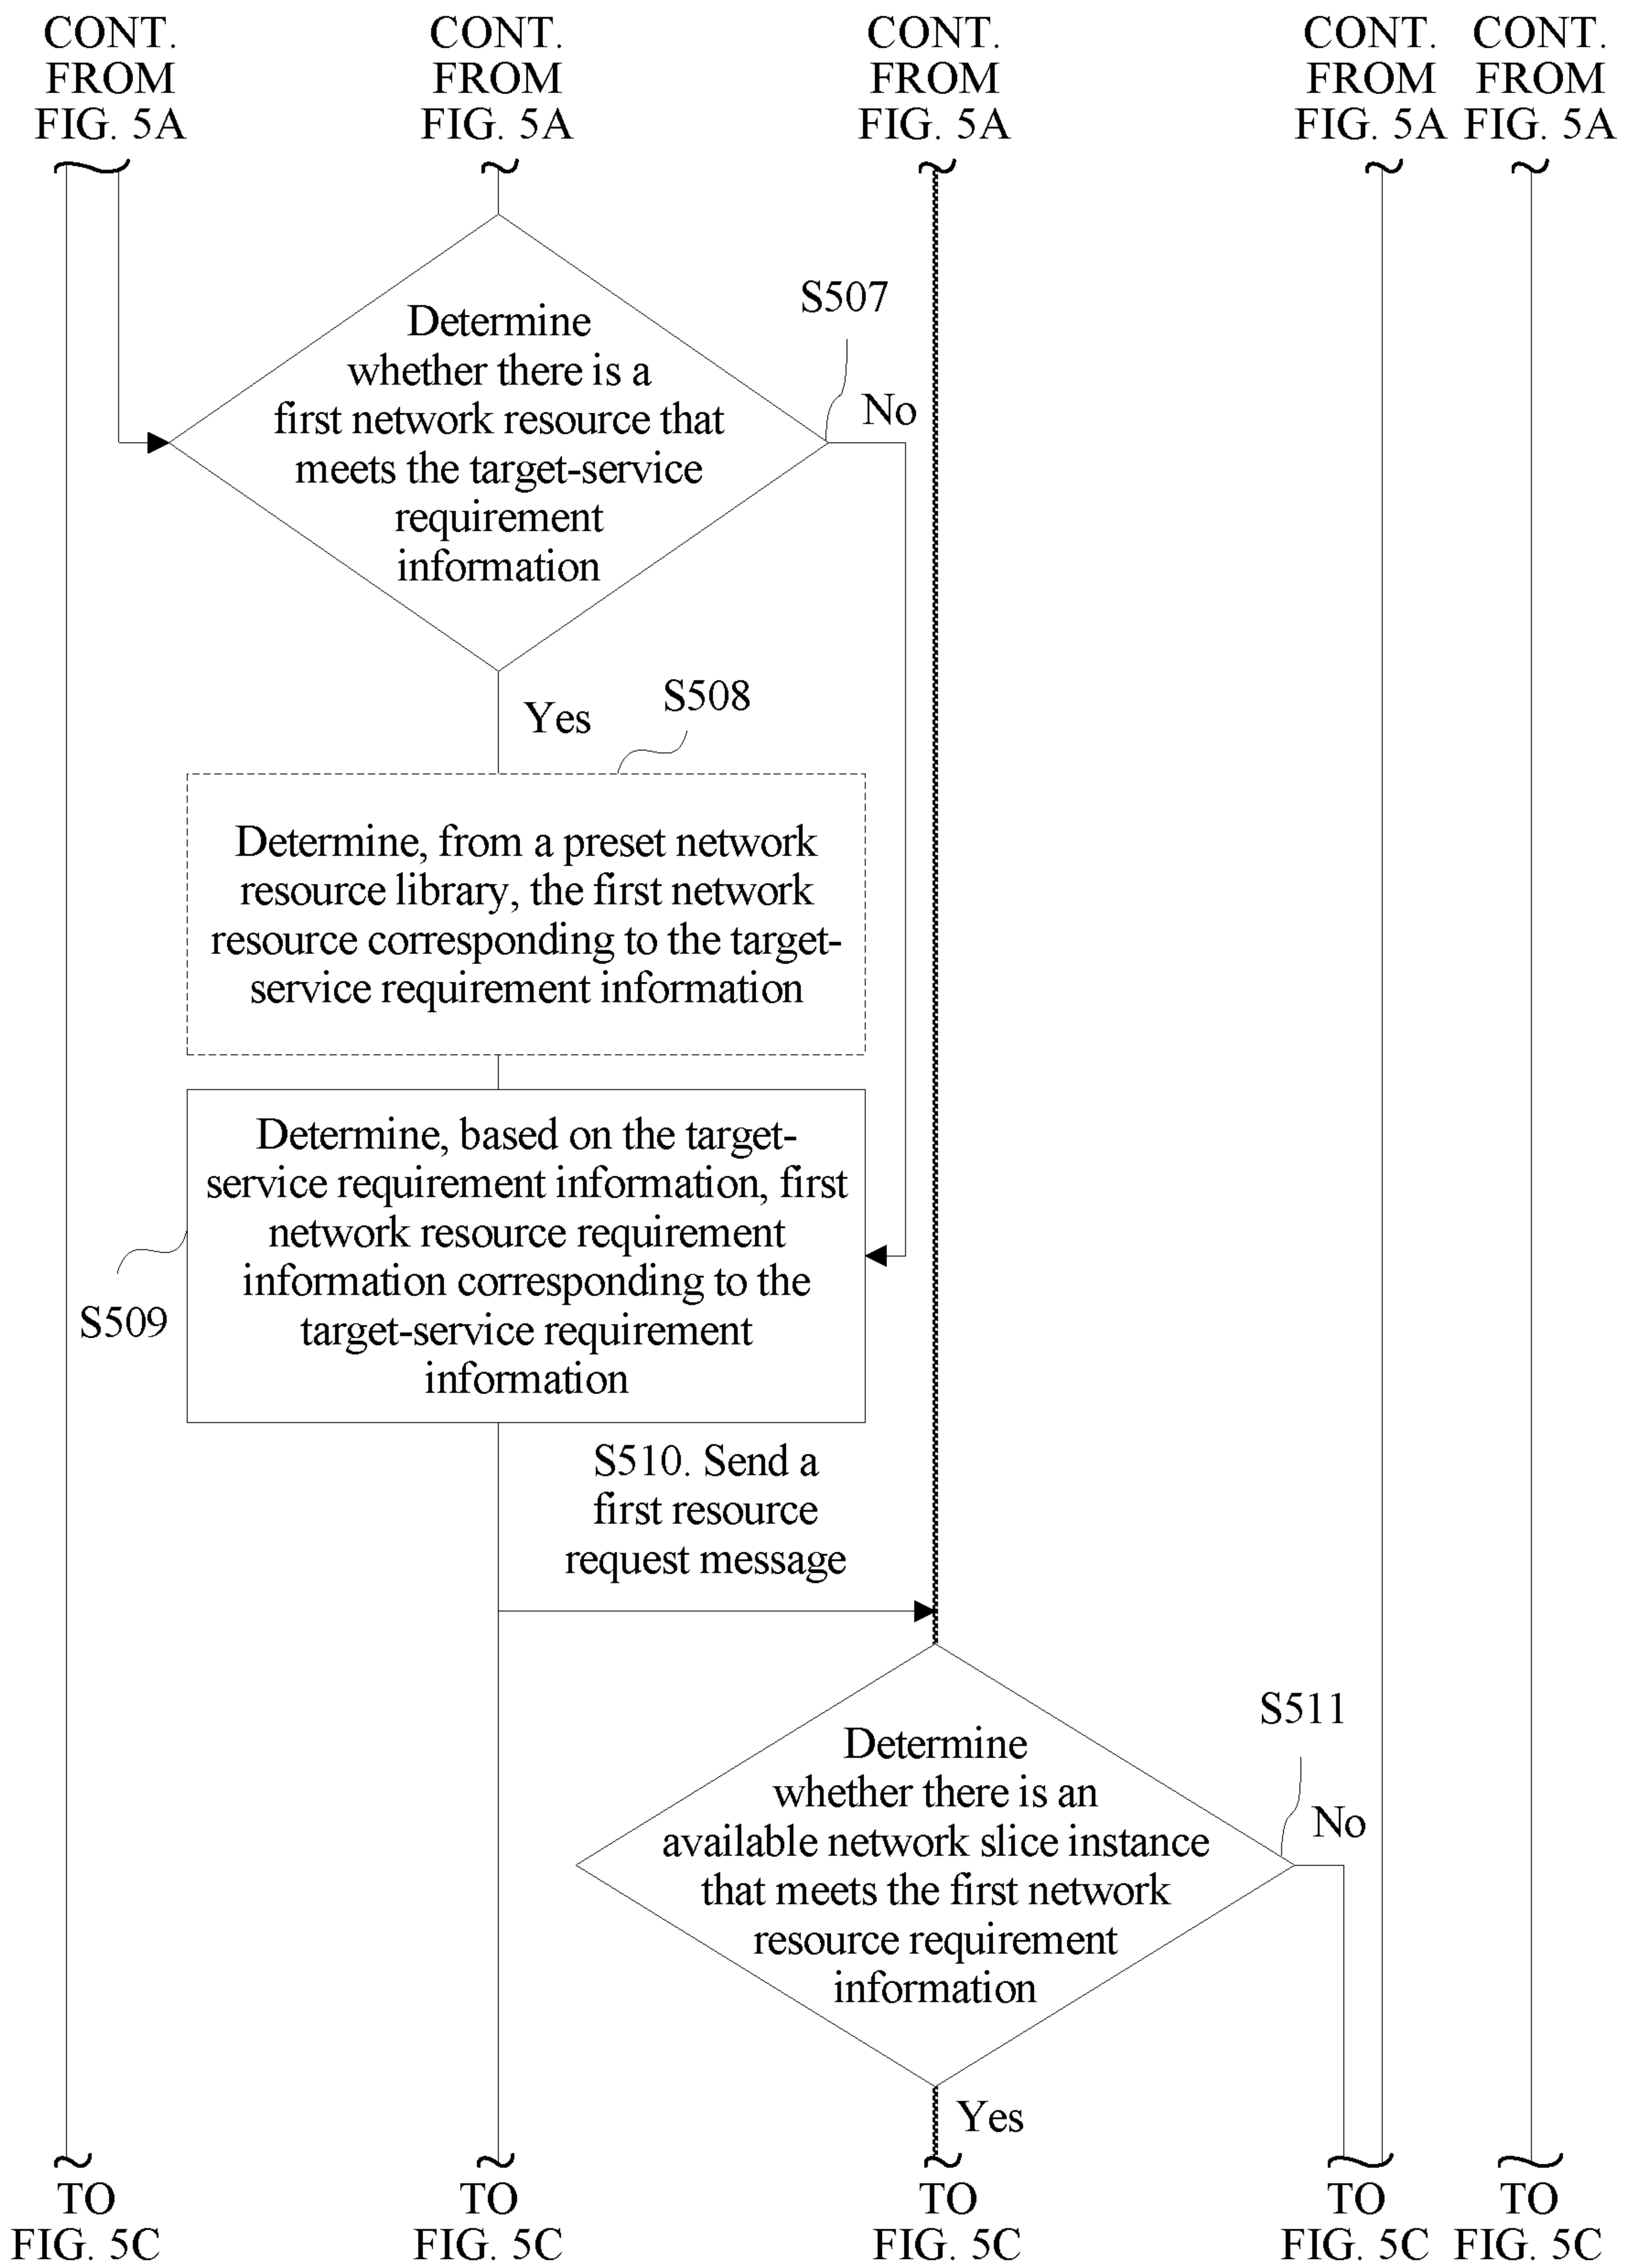 CONT.
FROM
FIG. 5A
CONT.
FROM
FIG. 5A
CONT.
FROM
FIG. 5A
CONT.
FROM
FIG. 5A
CONT.
FROM
FIG. 5A
S507
Determine
whether there is a
first network resource that
meets the target-service
requirement
information
No
Yes
S508
Determine, from a preset network
resource library, the first network
resource corresponding to the target-
service requirement information
Determine, based on the target-
service requirement information, first
network resource requirement
information corresponding to the
target-service requirement
information
S509
S510. Send a
first resource
request message
S511
Determine
whether there is an
available network slice instance
that meets the first network
resource requirement
information
No
Yes
TO
FIG. 5C
TO
FIG. 5C
TO
FIG. 5C
TO
FIG. 5C
TO
FIG. 5C